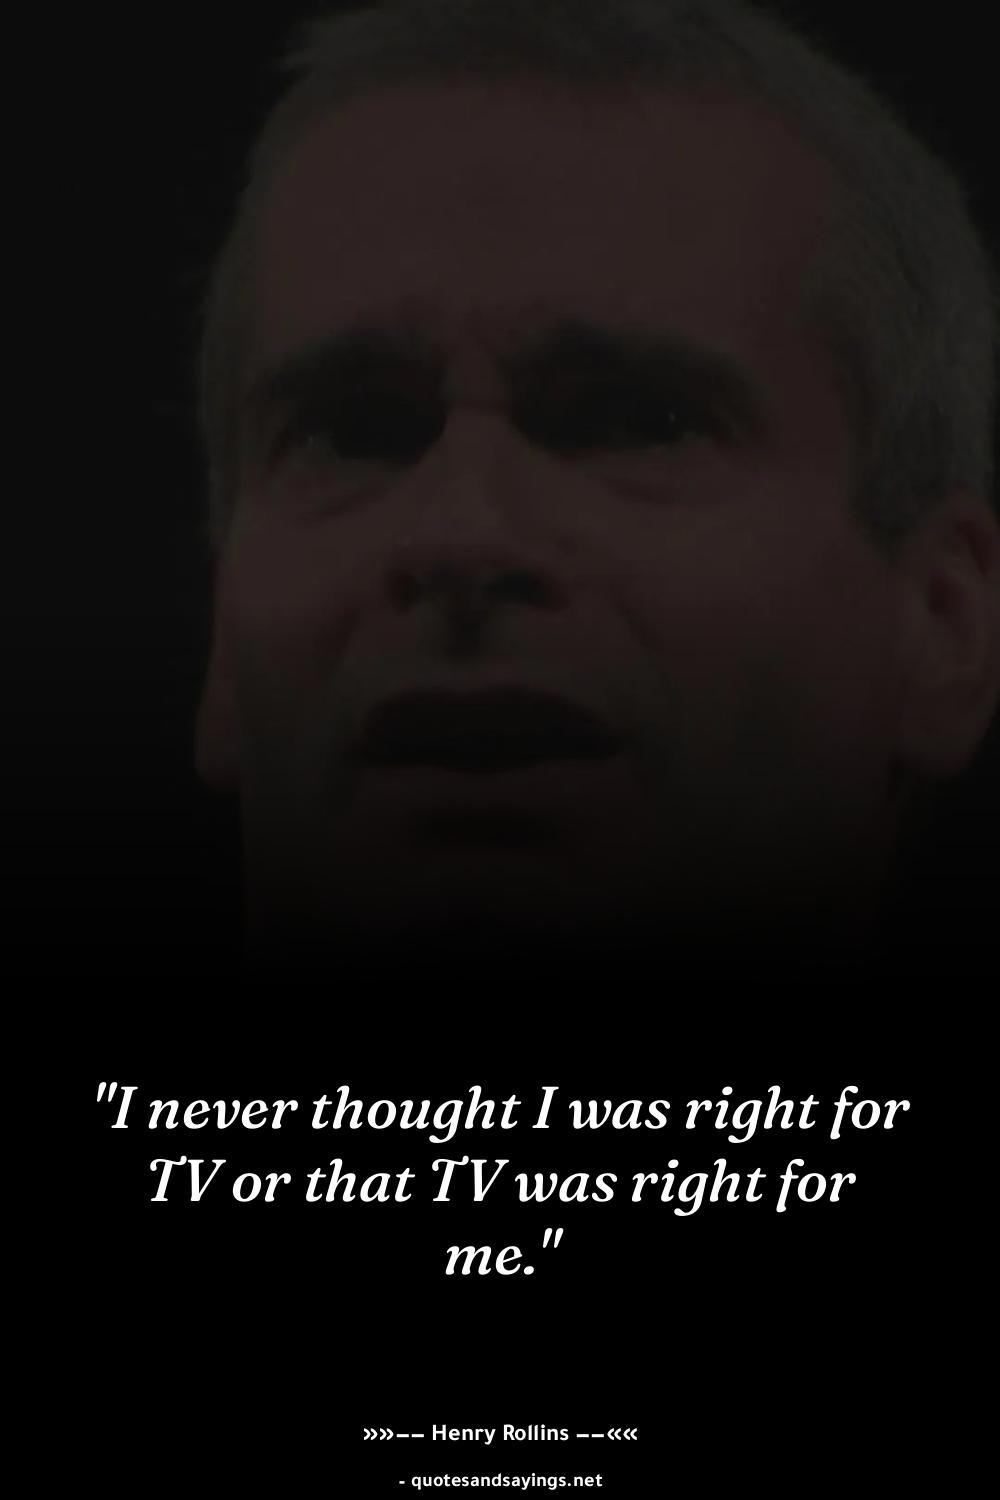 "I never thought I was right for
TV or that TV was right for
me."
»»–– Henry Rollins ––««
- quotesandsayings.net